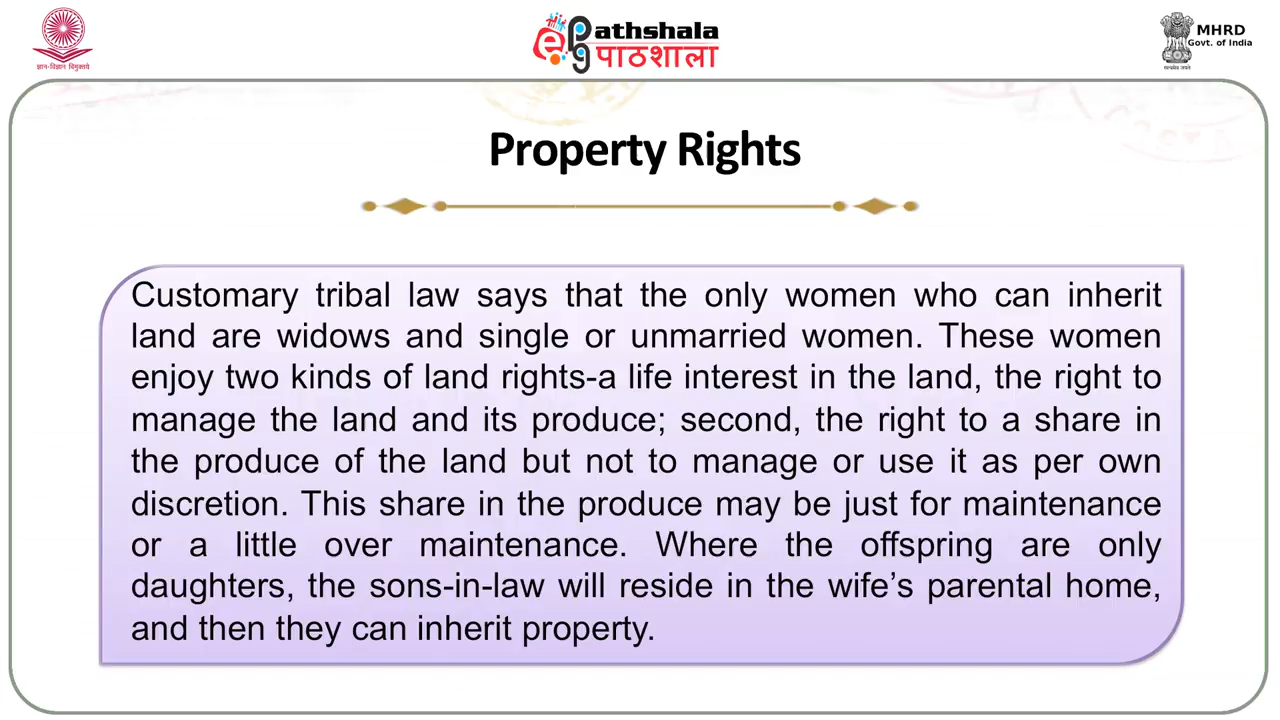 ज्ञान-विज्ञान विमुक्तये
ePathshala
पाठशाला
MHRD
Govt. of India
सत्यमेव जयते
Property Rights
Customary tribal law says that the only women who can inherit
land are widows and single or unmarried women. These women
enjoy two kinds of land rights-a life interest in the land, the right to
manage the land and its produce; second, the right to a share in
the produce of the land but not to manage or use it as per own
discretion. This share in the produce may be just for maintenance
or a little over maintenance. Where the offspring are only
daughters, the sons-in-law will reside in the wife’s parental home,
and then they can inherit property.